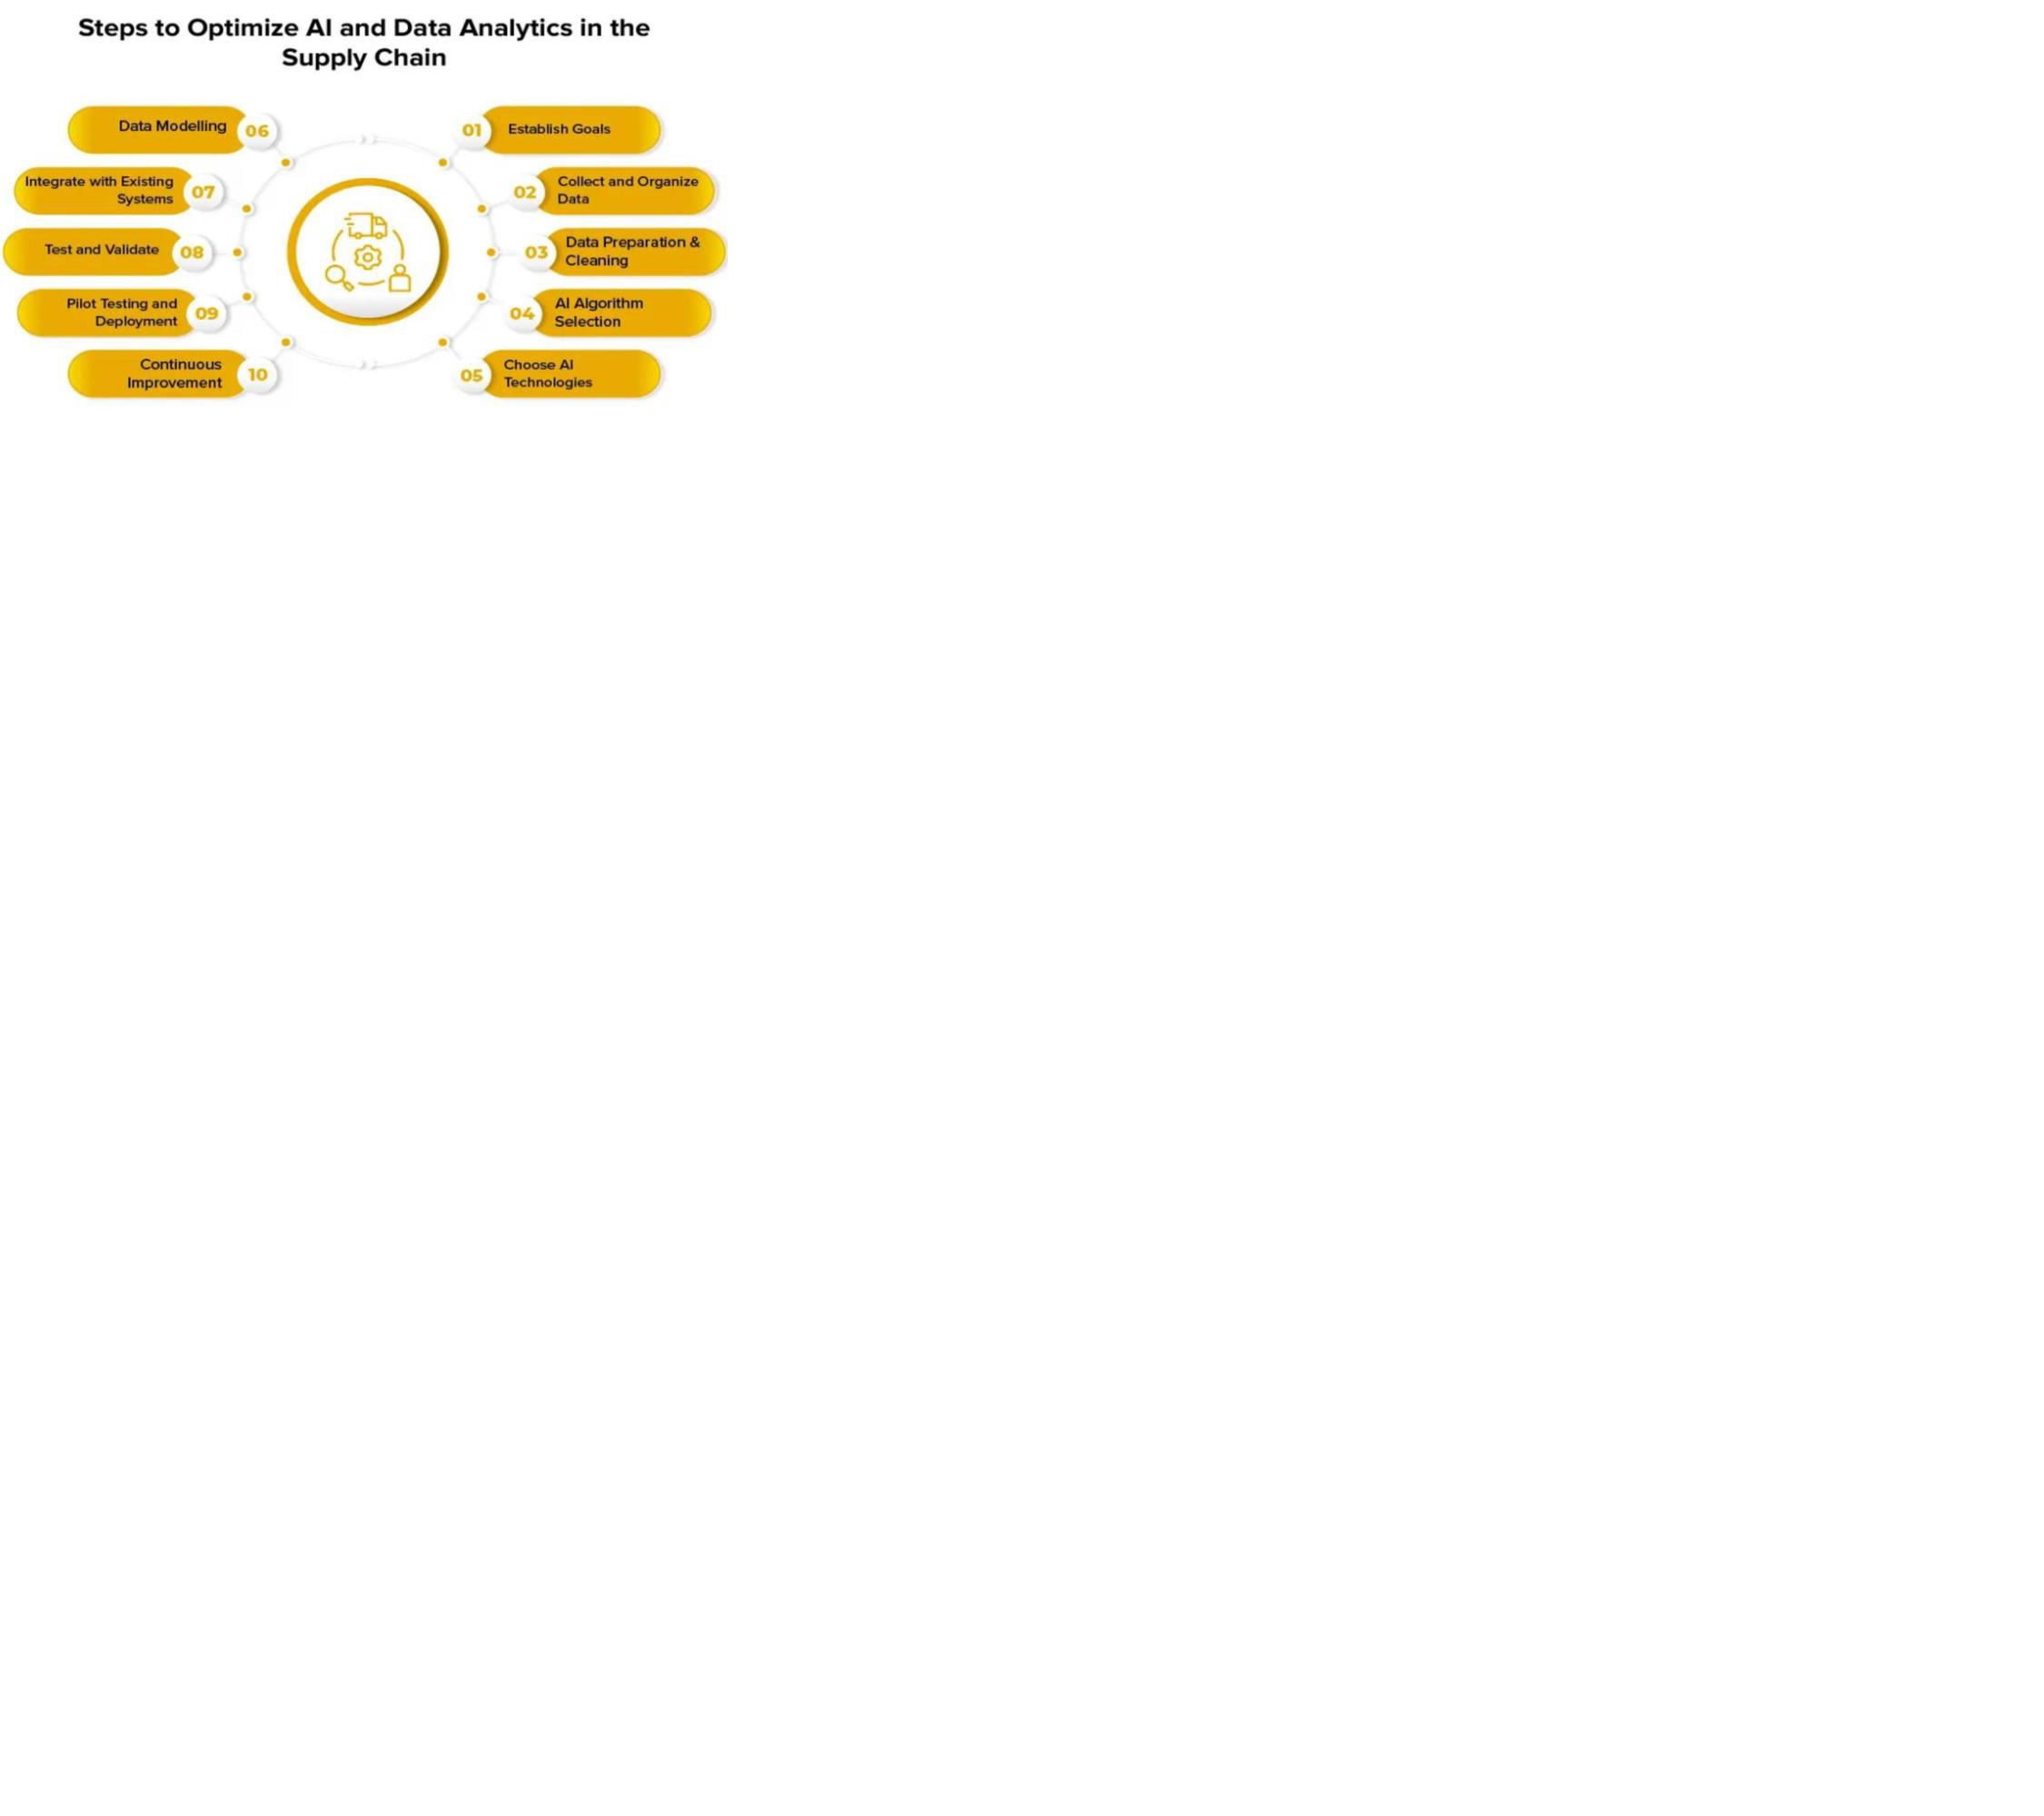 Steps to Optimize AI and Data Analytics in the
Supply Chain
01
Establish Goals
02
Collect and Organize
Data
03
Data Preparation &
Cleaning
04
AI Algorithm
Selection
05
Choose AI
Technologies
Data Modelling
06
Integrate with Existing
Systems
07
Test and Validate
08
Pilot Testing and
Deployment
09
Continuous
Improvement
10